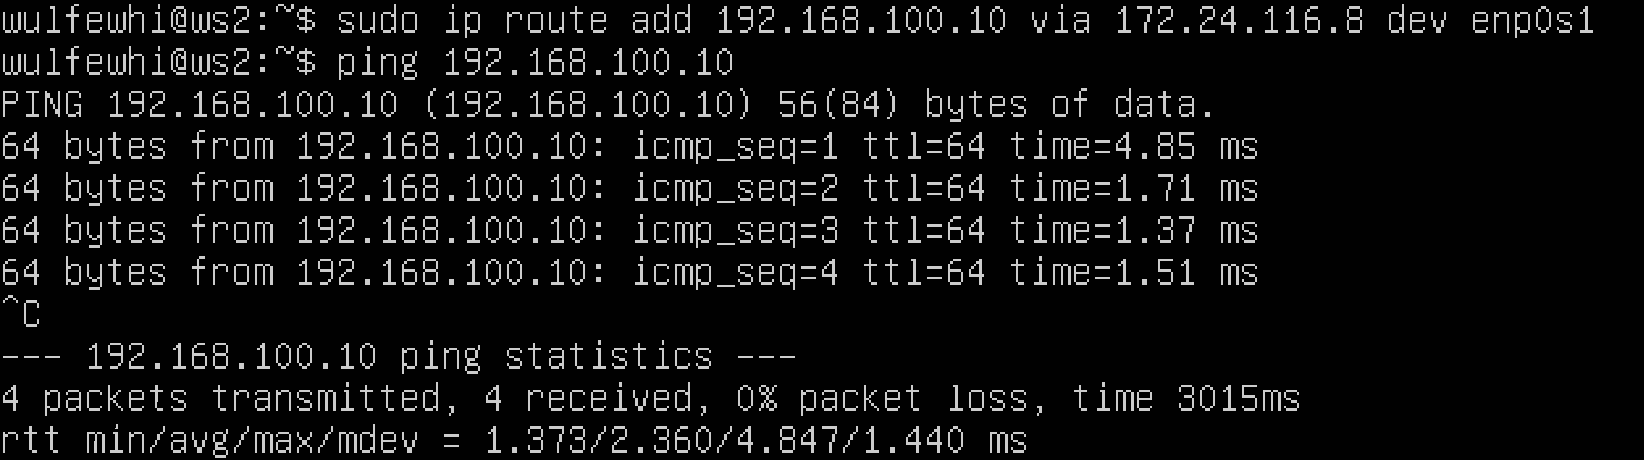 wulfewhi@ws2:~$ sudo ip route add 192.168.100.10 via 172.24.116.8 dev enp0s1
wulfewhi@ws2:~$ ping 192.168.100.10
PING 192.168.100.10 (192.168.100.10) 56(84) bytes of data.
64 bytes from 192.168.100.10: icmp_seq=1 ttl=64 time=4.85 ms
64 bytes from 192.168.100.10: icmp_seq=2 ttl=64 time=1.71 ms
64 bytes from 192.168.100.10: icmp_seq=3 ttl=64 time=1.37 ms
64 bytes from 192.168.100.10: icmp_seq=4 ttl=64 time=1.51 ms
^C
--- 192.168.100.10 ping statistics ---
4 packets transmitted, 4 received, 0% packet loss, time 3015ms
rtt min/avg/max/mdev = 1.373/2.360/4.847/1.440 ms